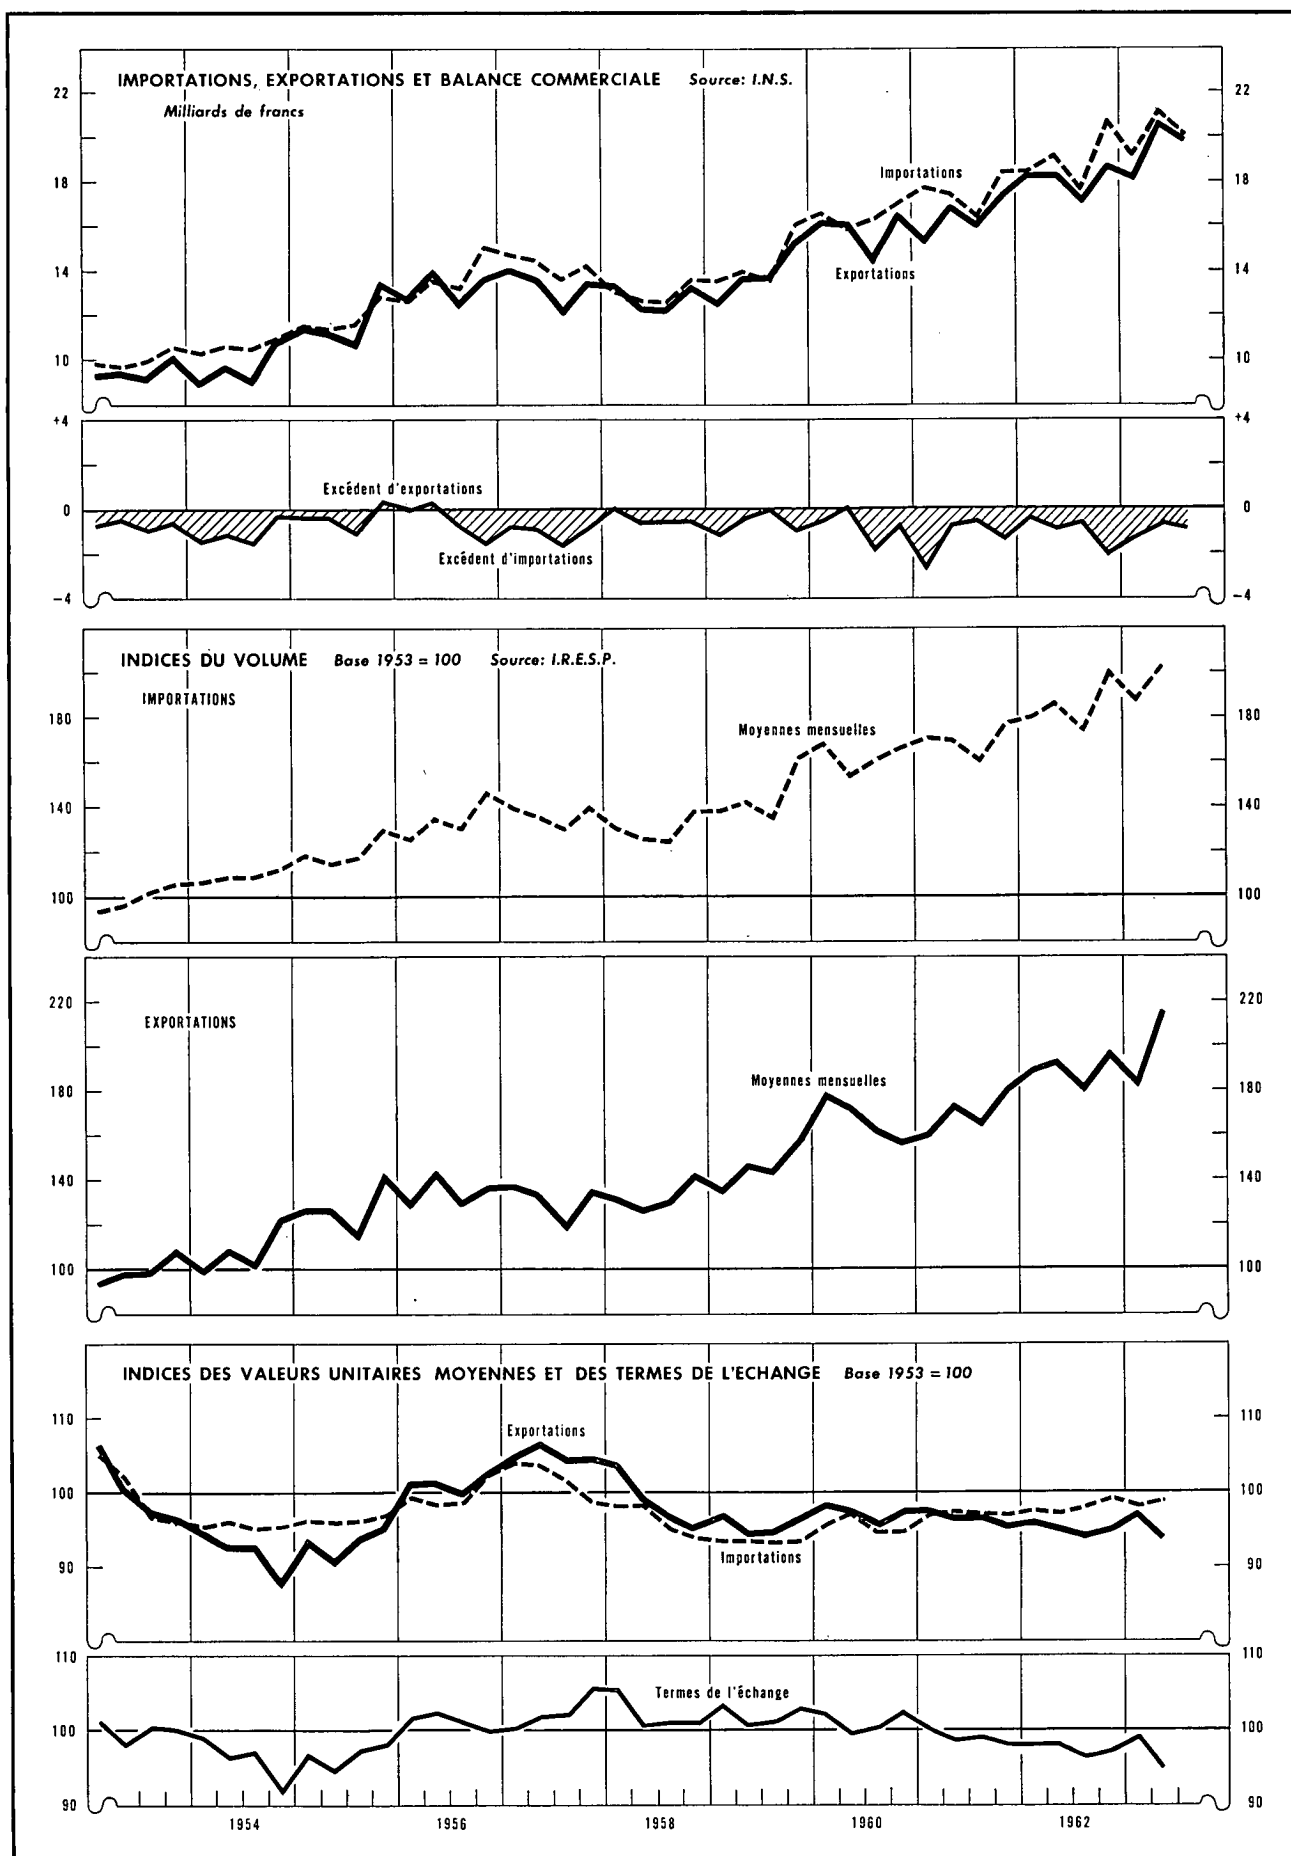 IMPORTATIONS, EXPORTATIONS ET BALANCE COMMERCIALE Source: I.N.S.
Milliards de francs
22 22
18 18
Importations
14 14
Exportations
10 10
+4 +4
Excédent d'exportations
0 0
Excédent d'importations
-4 -4
INDICES DU VOLUME Base 1953 = 100 Source: I.R.E.S.P.
IMPORTATIONS
180 180
Moyennes mensuelles
140 140
100 100
220 220
EXPORTATIONS
Moyennes mensuelles
180 180
140 140
100 100
INDICES DES VALEURS UNITAIRES MOYENNES ET DES TERMES DE L'ECHANGE Base 1953 = 100
110 110
Exportations
100 100
Importations
90 90
110 110
Termes de l'échange
100 100
90 90
1954 1956 1958 1960 1962